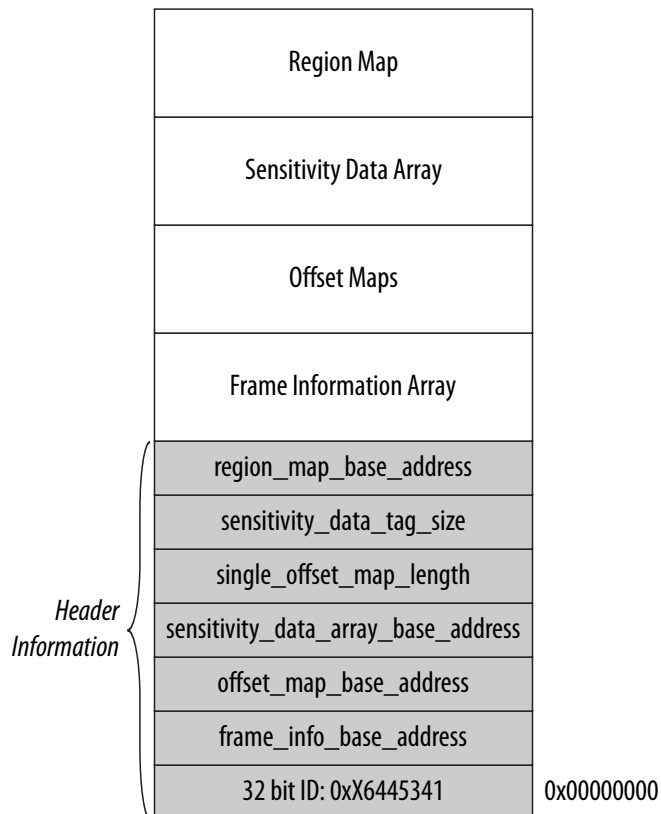 Region Map
Sensitivity Data Array
Offset Maps
Frame Information Array
region_map_base_address
sensitivity_data_tag_size
single_offset_map_length
Header
Information
sensitivity_data_array_base_address
offset_map_base_address
frame_info_base_address
32 bit ID: 0xX6445341 0x00000000